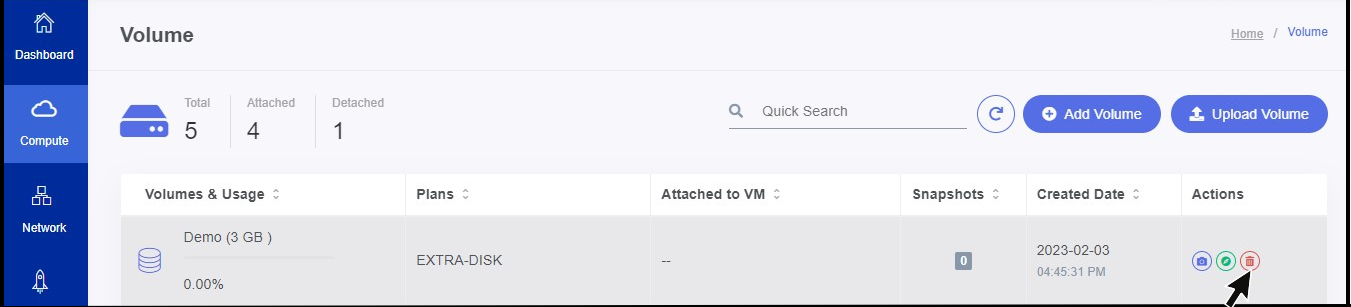 Dashboard
Compute
Network
Volume
Home / Volume
Total
5
Attached
4
Detached
1
Quick Search
Add Volume
Upload Volume
Volumes & Usage
Plans
Attached to VM
Snapshots
Created Date
Actions
Demo (3 GB )
0.00%
EXTRA-DISK
--
0
2023-02-03
04:45:31 PM